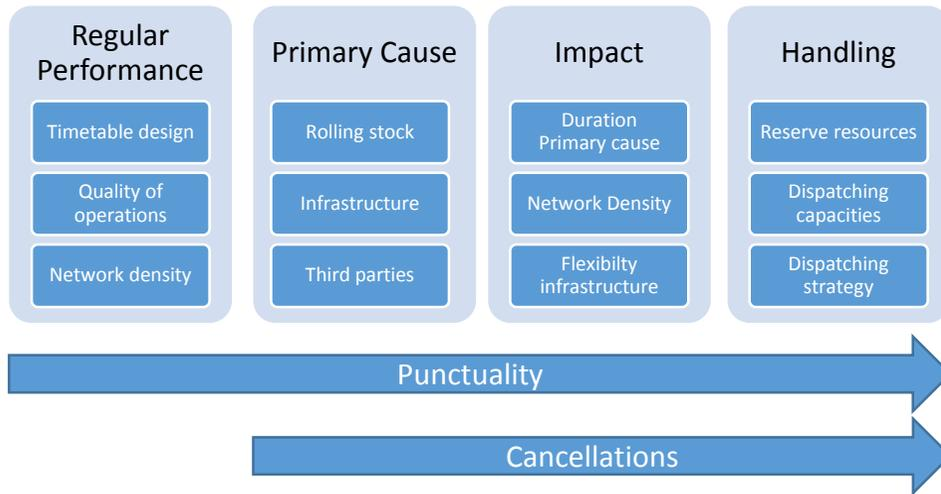 Regular
Performance
Timetable design
Quality of
operations
Network density
Primary Cause
Rolling stock
Infrastructure
Third parties
Impact
Duration
Primary cause
Network Density
Flexibilty
infrastructure
Handling
Reserve resources
Dispatching
capacities
Dispatching
strategy
Punctuality
Cancellations